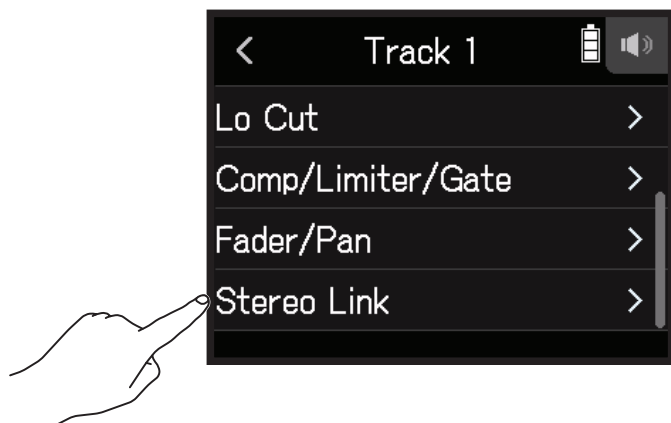 Track 1
Lo Cut
Comp/Limiter/Gate
Fader/Pan
Stereo Link